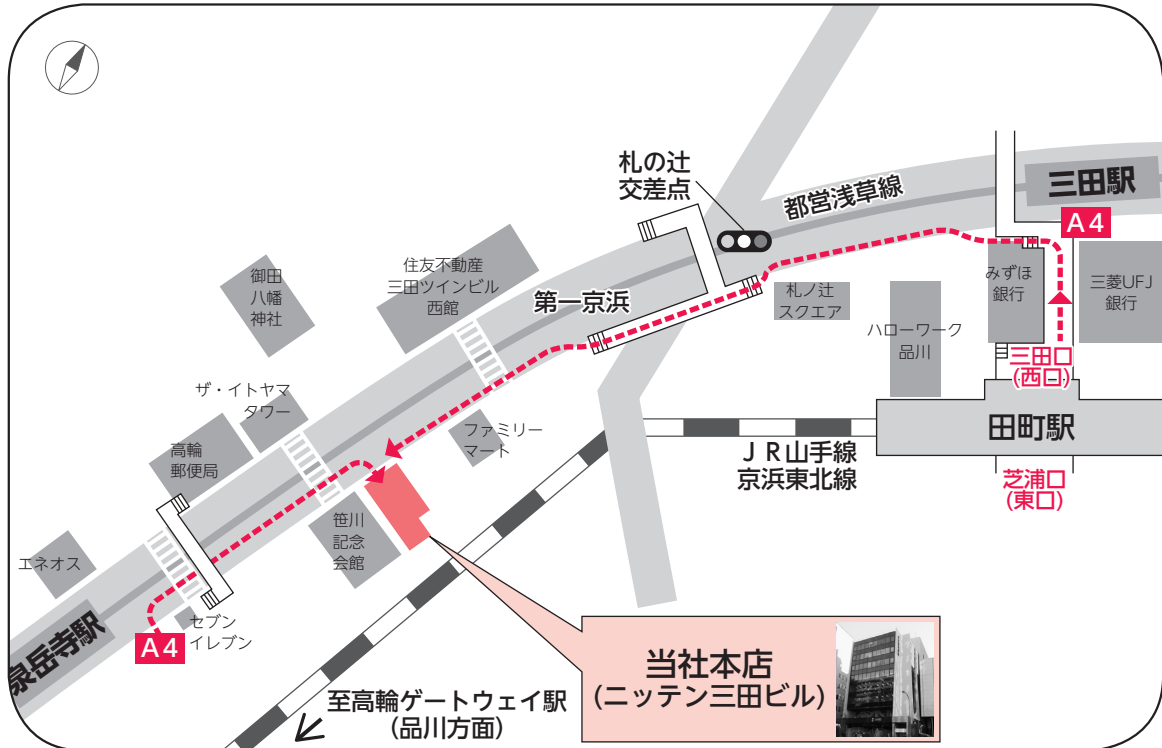 札の辻
交差点
都営浅草線
三田駅
A4
住友不動産
三田ツインビル
西館
御田
八幡
神社
第一京浜
札ノ辻
スクエア
みずほ
銀行
三菱UFJ
銀行
ハローワーク
品川
三田口
(西口)
ザ・イトヤマ
タワー
高輪
郵便局
ファミリー
マート
田町駅
JR山手線
京浜東北線
芝浦口
(東口)
笹川
記念
会館
エネオス
セブン
イレブン
A4
泉岳寺駅
当社本店
(ニッテン三田ビル)
至高輪ゲートウェイ駅
(品川方面)